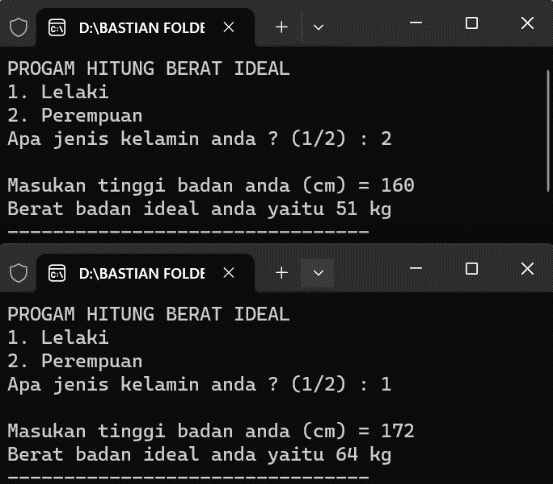 D:\BASTIAN FOLDE
PROGAM HITUNG BERAT IDEAL
1. Lelaki
2. Perempuan
Apa jenis kelamin anda ? (1/2) : 2
Masukan tinggi badan anda (cm) = 160
Berat badan ideal anda yaitu 51 kg
--------------------------------
D:\BASTIAN FOLDE
PROGAM HITUNG BERAT IDEAL
1. Lelaki
2. Perempuan
Apa jenis kelamin anda ? (1/2) : 1
Masukan tinggi badan anda (cm) = 172
Berat badan ideal anda yaitu 64 kg
--------------------------------